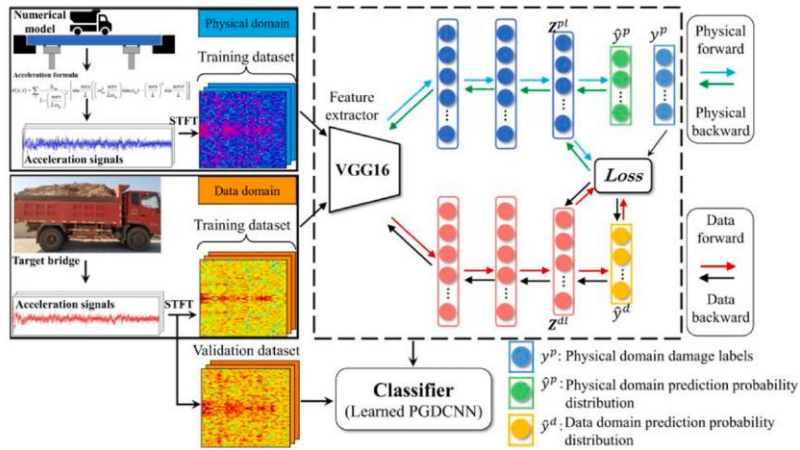 Numerical
model
Physical domain
Training dataset
Acceleration formula
STFT
Acceleration signals
Data domain
Training dataset
Target bridge
Acceleration signals
STFT
Validation dataset
Feature
extractor
VGG16
Z^{pl}
ŷ^p
y^p
Loss
Z^{dl}
ŷ^d
Physical
forward
Physical
backward
Data
forward
Data
backward
Classifier
(Learned PGDCNN)
y^p: Physical domain damage labels
ŷ^p: Physical domain prediction probability
distribution
ŷ^d: Data domain prediction probability
distribution